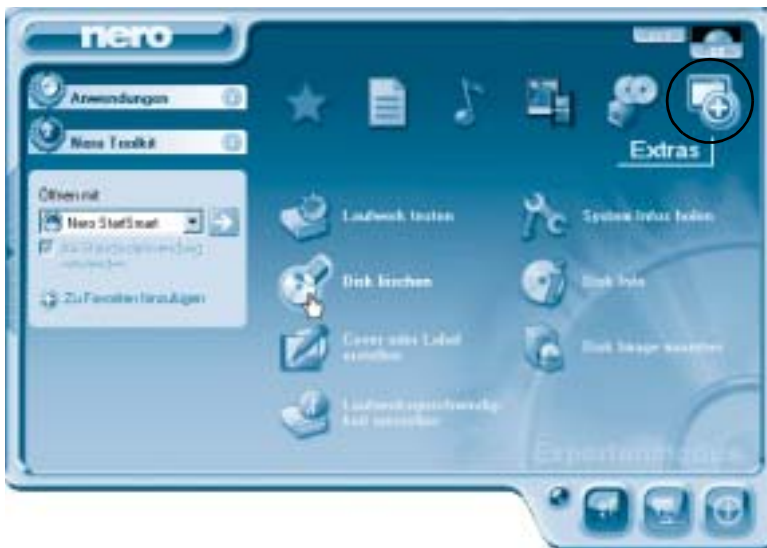 nero
Anwendungen
Nero Toolkit
Extras
Öffnen mit
Nero StartSmart
Zu Favoriten hinzufügen
Laufwerk testen
System Infos holen
Disk löschen
Disk Info
Cover oder Label
erstellen
Disk Image
Expertenmodus